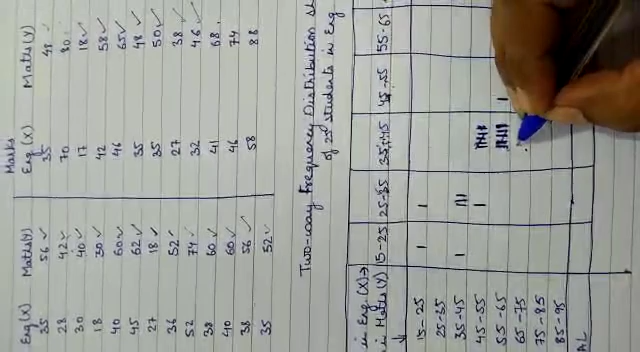 Marks
Eng(X) Maths(Y) Eng(X) Maths(Y)
35 56 ✓ 35 48
28 42 ✓ 70 80
30 40 ✓ 17 18 ✓
18 30 ✓ 42 58 ✓
40 60 ✓ 46 65 ✓
45 62 ✓ 35 48 ✓
27 18 ✓ 35 50 ✓
36 52 ✓ 27 38 ✓
52 74 ✓ 32 46 ✓
38 60 ✓ 41 68
40 60 ✓ 46 74
38 56 ✓ 58 88
35 52 ✓
Two-way Frequency Distribution
of 25 students in Eng
in Eng.(X)→ 15-25 25-35 35-45 45-55 55-65
in Maths(Y)
↓
15-25 | |
25-35
35-45 |
45-55 |
55-65 |
65-75
75-85
85-95